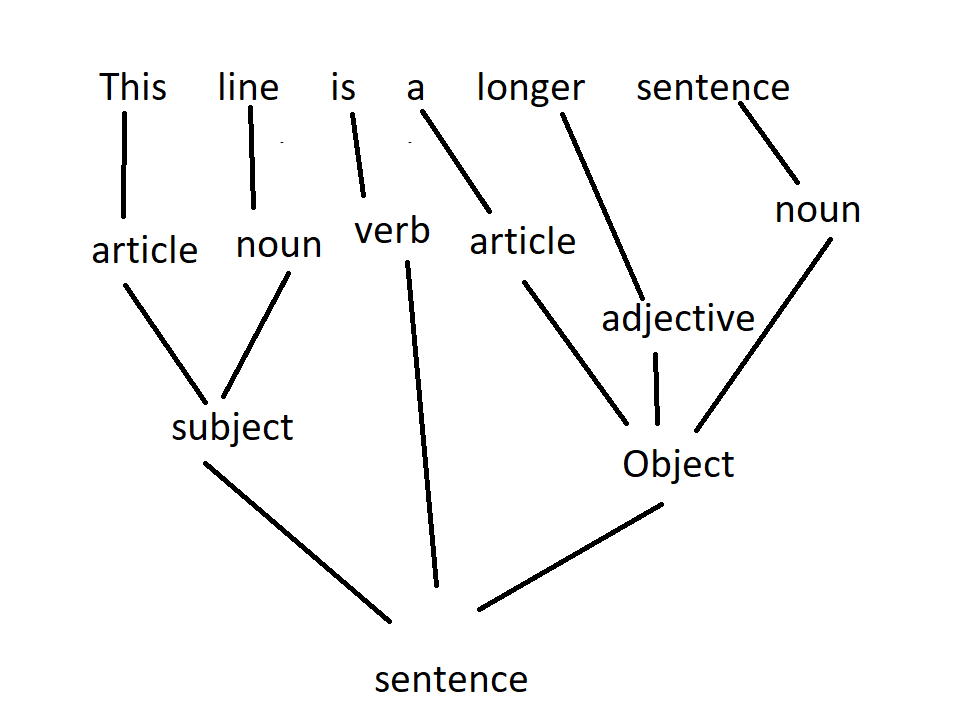 This line is a longer sentence
article noun verb article noun
adjective
subject Object
sentence